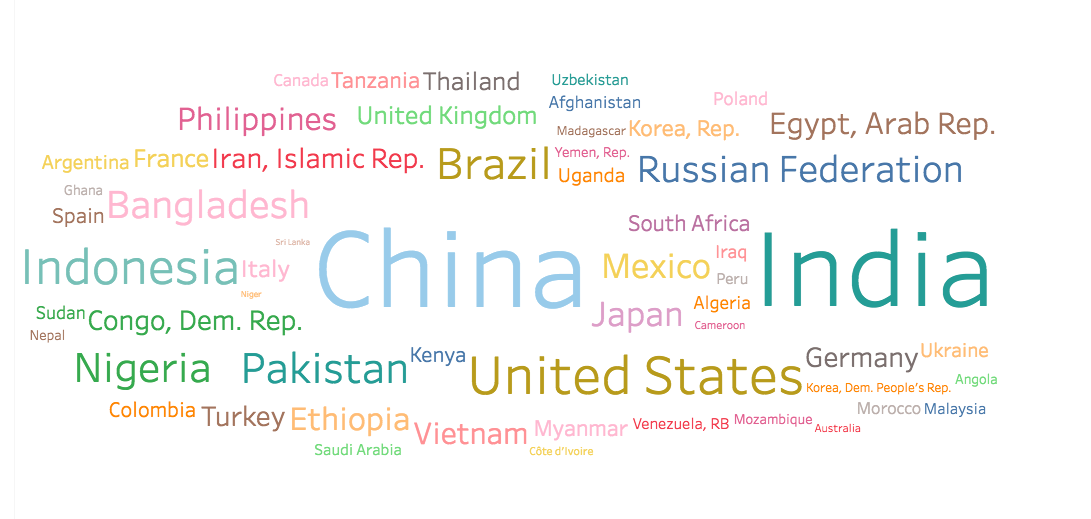 Canada Tanzania Thailand Uzbekistan
Afghanistan Poland
Philippines United Kingdom
Madagascar Korea, Rep. Egypt, Arab Rep.
Argentina France Iran, Islamic Rep. Brazil Yemen, Rep. Russian Federation
Uganda
Ghana
Spain Bangladesh
South Africa
Sri Lanka
Indonesia Italy China Mexico Iraq India
Peru
Niger
Algeria
Sudan Congo, Dem. Rep. Japan Cameroon
Nepal
Nigeria Pakistan Kenya United States Germany Ukraine
Korea, Dem. People's Rep. Angola
Colombia Turkey Ethiopia Morocco Malaysia
Vietnam Myanmar Venezuela, RB Mozambique Australia
Saudi Arabia Côte d'Ivoire